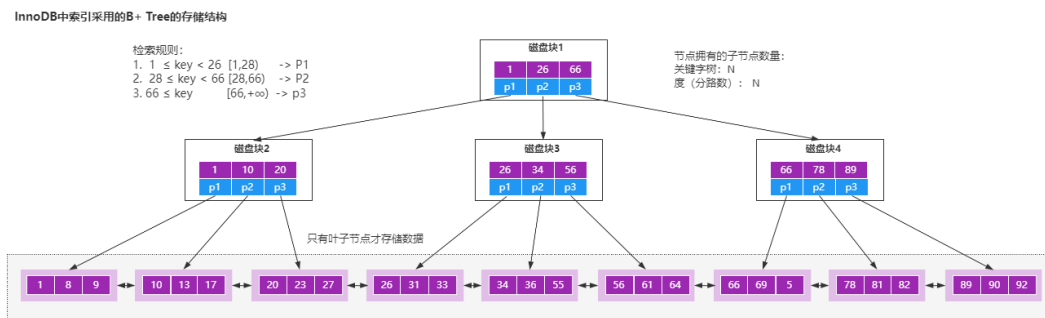 InnoDB中索引采用的B+ Tree的存储结构
检索规则：
1. 1 ≤ key < 26 [1,28) -> P1
2. 28 ≤ key < 66 [28,66) -> P2
3. 66 ≤ key [66,+∞) -> p3
节点拥有的子节点数量：
关键字树：N
度（分路数）： N
磁盘块1
1 26 66
p1 p2 p3
磁盘块2
1 10 20
p1 p2 p3
磁盘块3
26 34 56
p1 p2 p3
磁盘块4
66 78 89
p1 p2 p3
只有叶子节点才存储数据
1 8 9 10 13 17 20 23 27 26 31 33 34 36 55 56 61 64 66 69 5 78 81 82 89 90 92